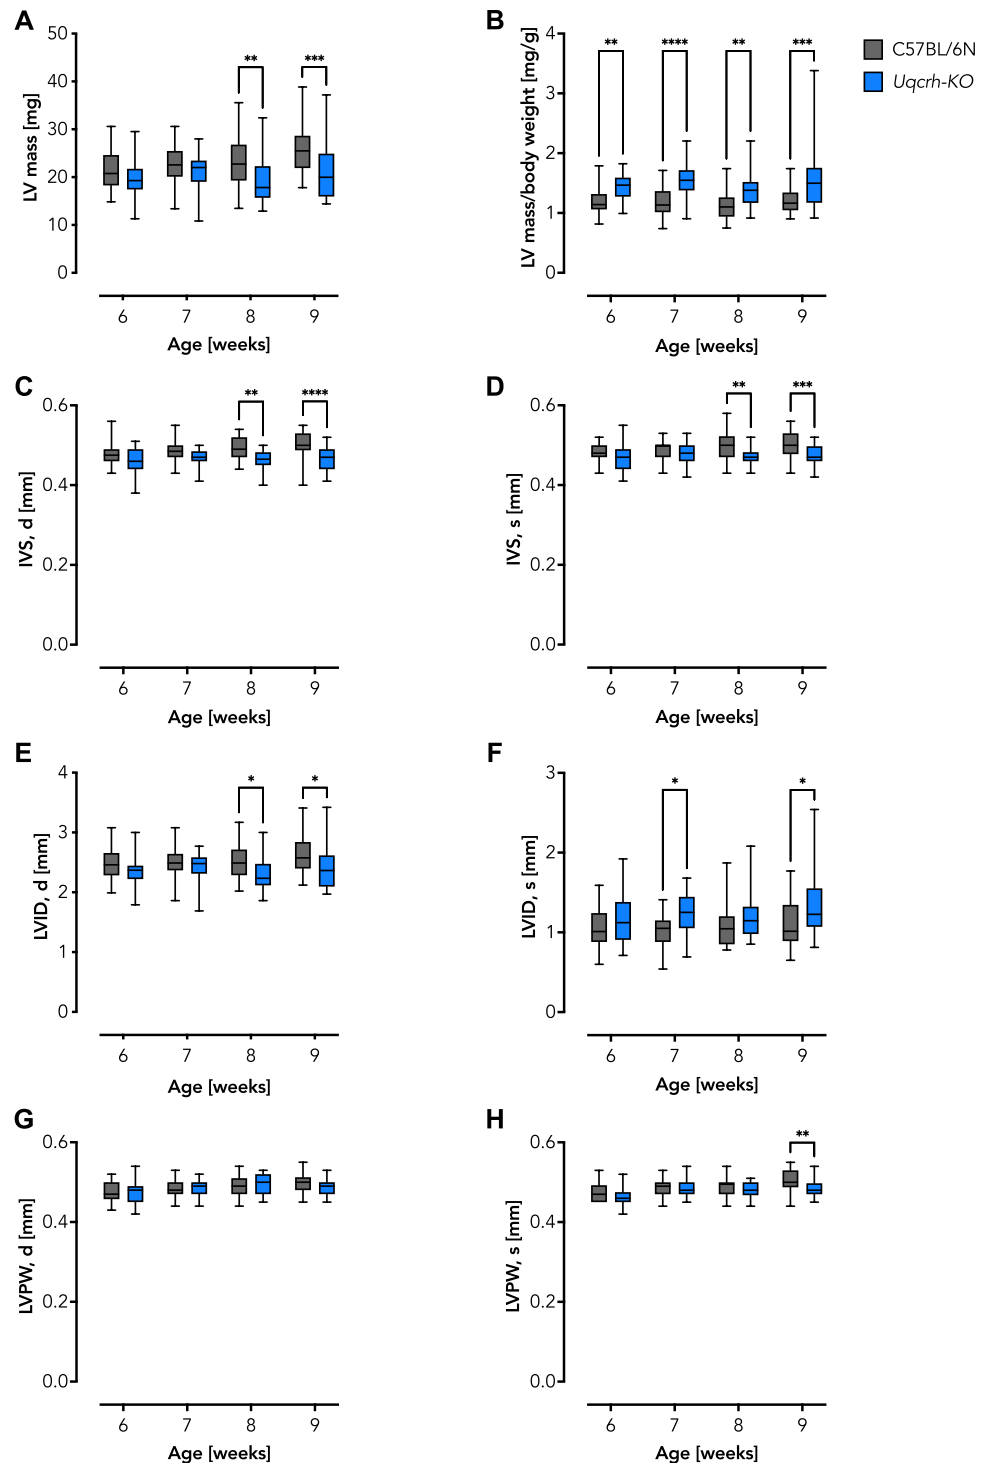 A
B
50
40
30
20
10
0
LV mass [mg]
**
***
6 7 8 9
Age [weeks]
4
3
2
1
0
LV mass/body weight [mg/g]
**
****
**
***
6 7 8 9
Age [weeks]
C57BL/6N
Uqcrh-KO
C
D
0.6
0.4
0.2
0.0
IVS, d [mm]
**
****
6 7 8 9
Age [weeks]
0.6
0.4
0.2
0.0
IVS, s [mm]
**
***
6 7 8 9
Age [weeks]
E
F
4
3
2
1
0
LVID, d [mm]
*
*
6 7 8 9
Age [weeks]
3
2
1
0
LVID, s [mm]
*
*
6 7 8 9
Age [weeks]
G
H
0.6
0.4
0.2
0.0
LVPW, d [mm]
6 7 8 9
Age [weeks]
0.6
0.4
0.2
0.0
LVPW, s [mm]
**
6 7 8 9
Age [weeks]